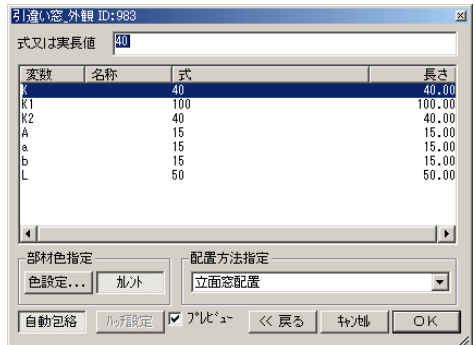 引違い窓_外観 ID:983
式又は実長値 40
変数 名称 式 長さ
K 40 40.00
K1 100 100.00
K2 40 40.00
A 15 15.00
a 15 15.00
b 15 15.00
L 50 50.00
部材色指定 配置方法指定
色設定... ｶﾚﾝﾄ 立面窓配置
自動包絡 ﾊｯﾁ設定 ﾌﾟﾚﾋﾞｭｰ << 戻る ｷｬﾝｾﾙ OK